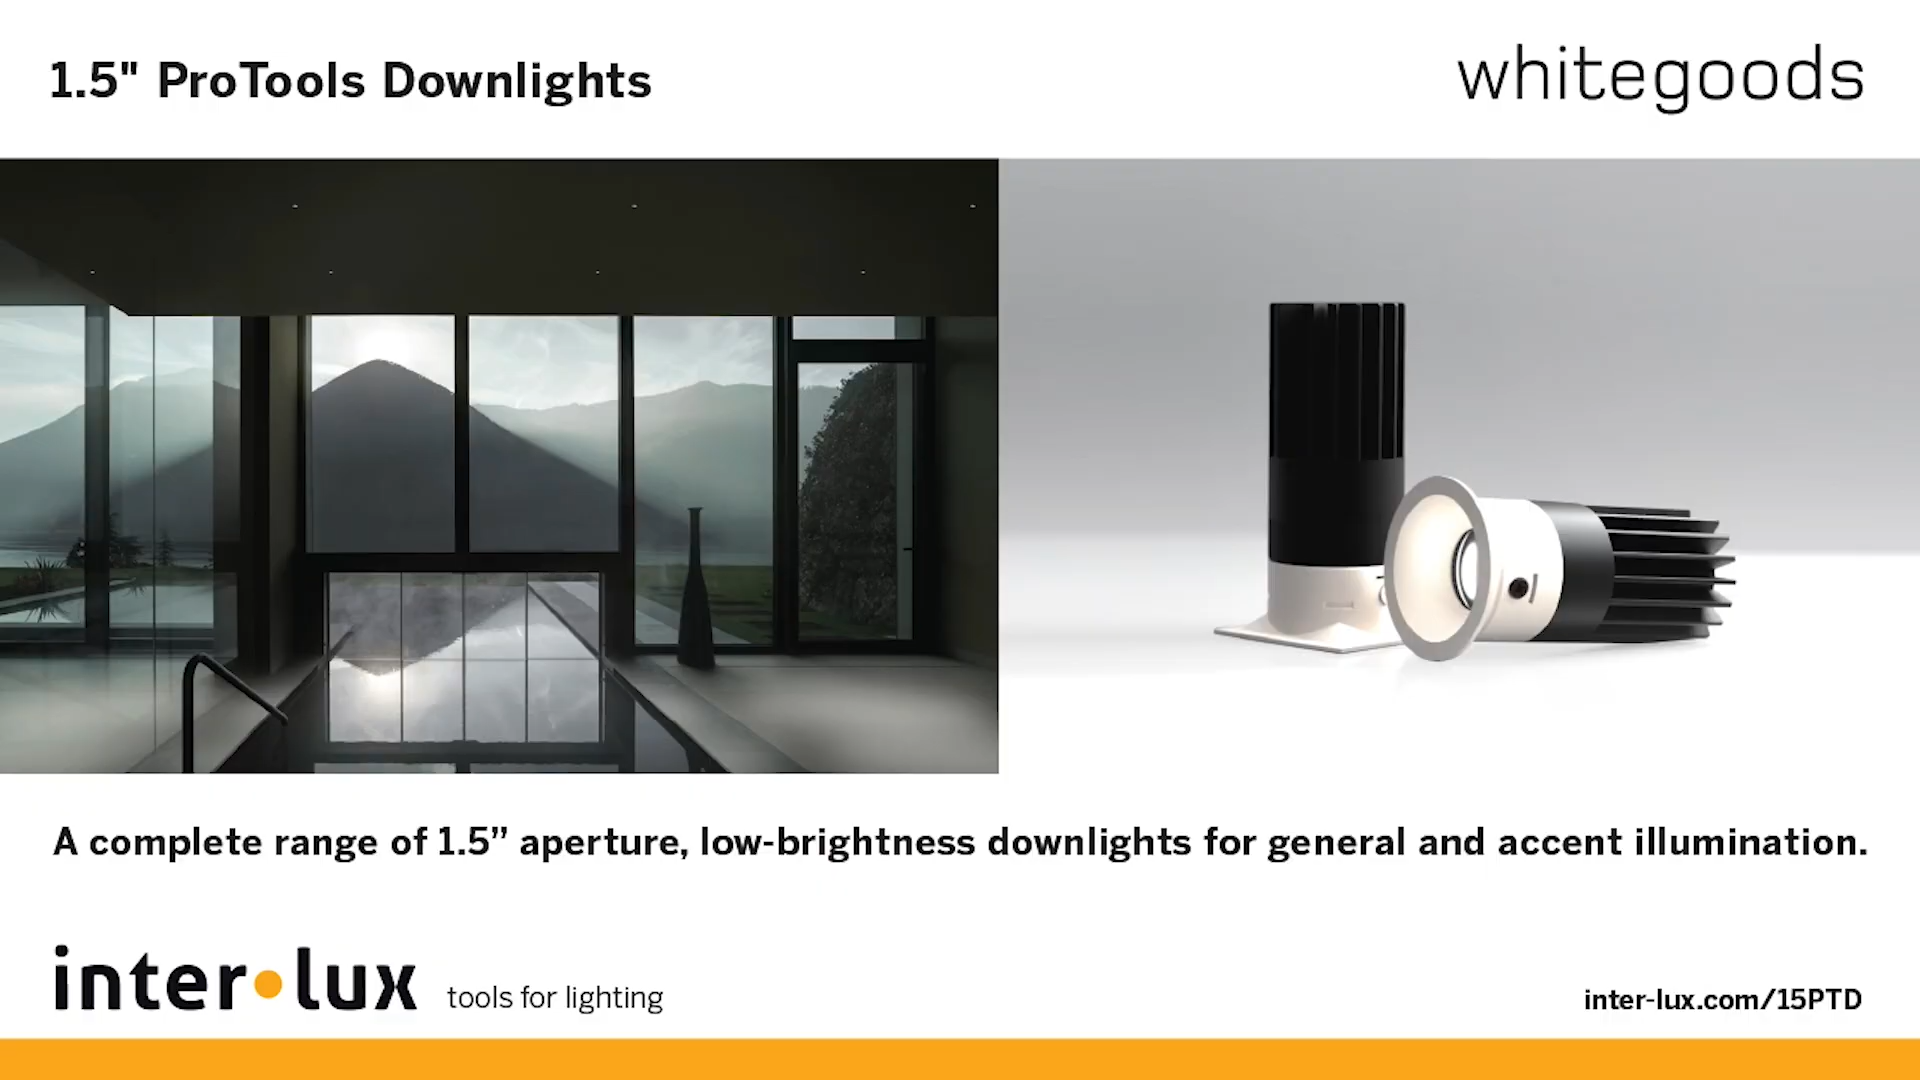 1.5" ProTools Downlights
whitegoods
A complete range of 1.5” aperture, low-brightness downlights for general and accent illumination.
inter•lux tools for lighting
inter-lux.com/15PTD